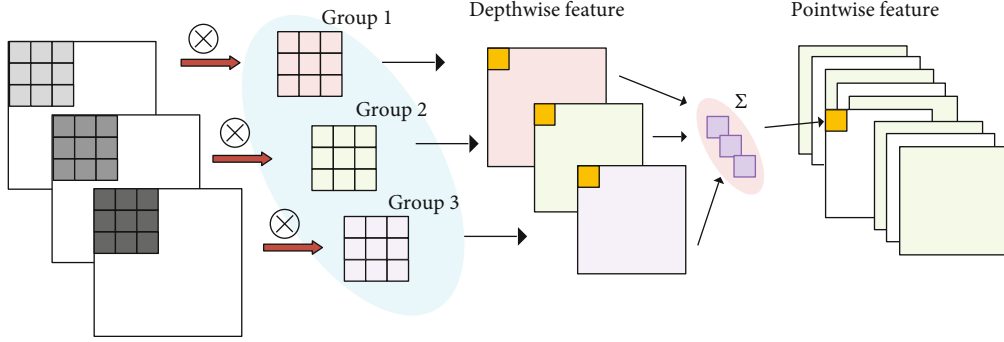 Group 1
Depthwise feature
Pointwise feature
Group 2
Σ
Group 3